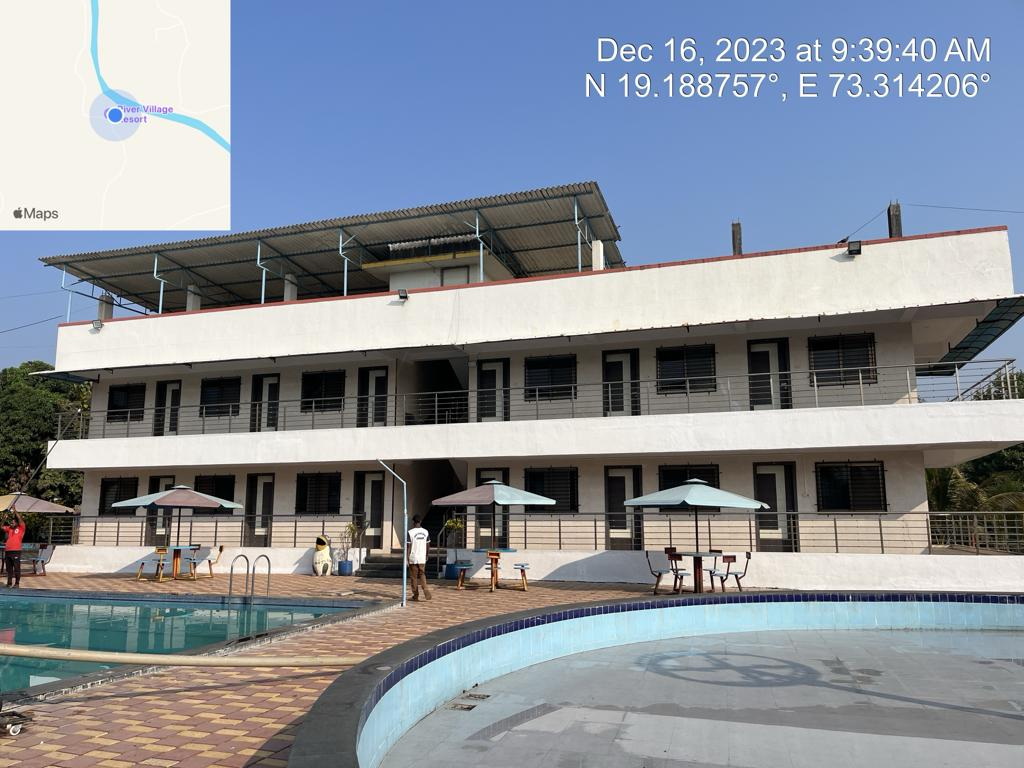 Dec 16, 2023 at 9:39:40 AM
N 19.188757°, E 73.314206°
River Village
Resort
Maps